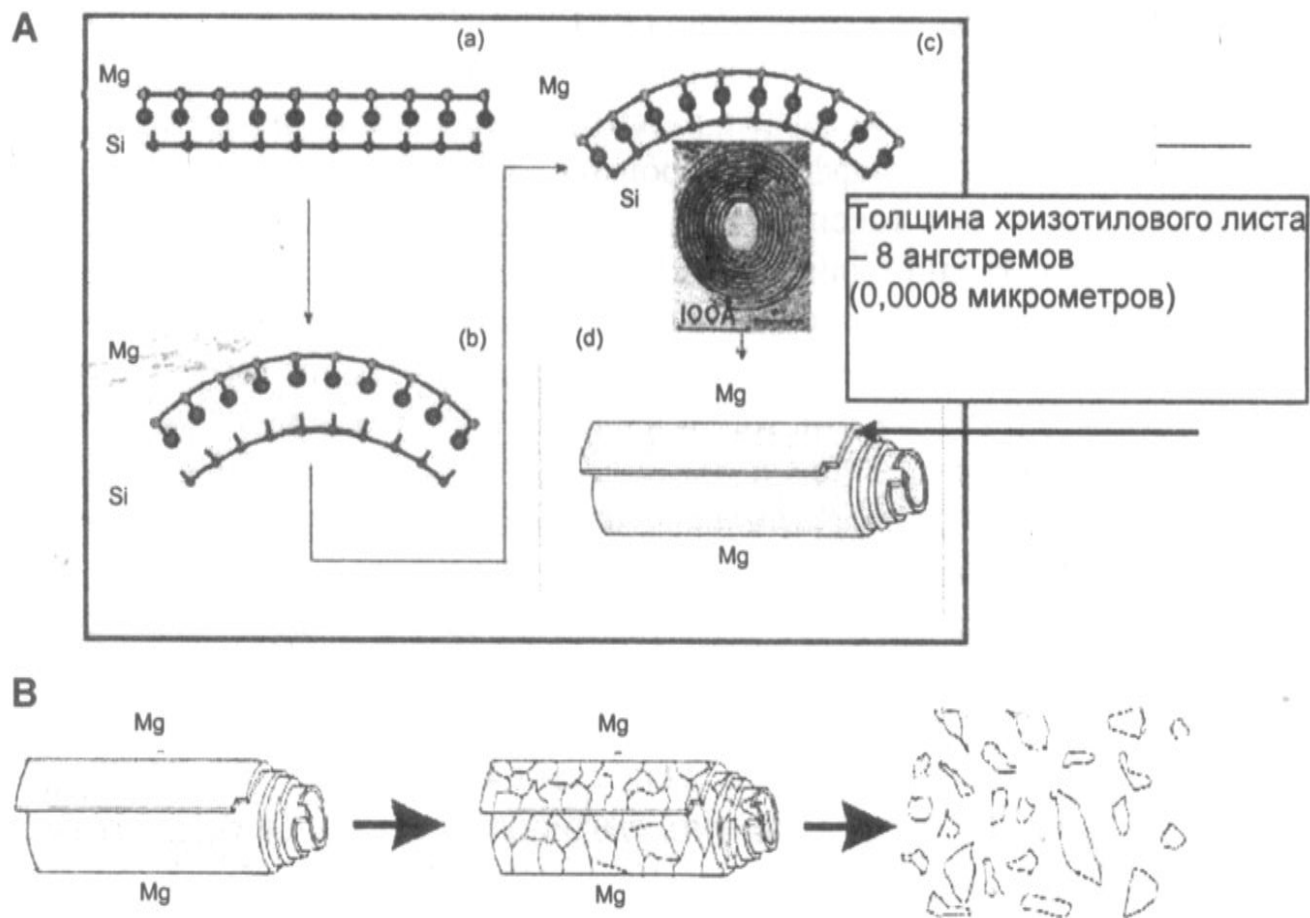 A
(a)
Mg
Si
(c)
Mg
Si
Толщина хризотилового листа
– 8 ангстремов
(0,0008 микрометров)
100Å
(b)
Mg
Si
(d)
Mg
Mg
B
Mg
Mg
Mg
Mg